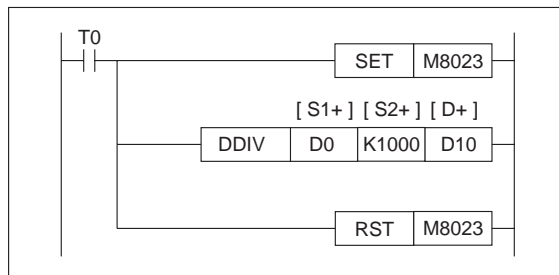 T0
SET M8023
[ S1+ ] [ S2+ ] [ D+ ]
DDIV D0 K1000 D10
RST M8023